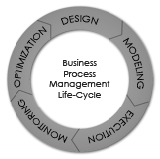 DESIGN
MODELING
EXECUTION
MONITORING
OPTIMIZATION
Business
Process
Management
Life-Cycle